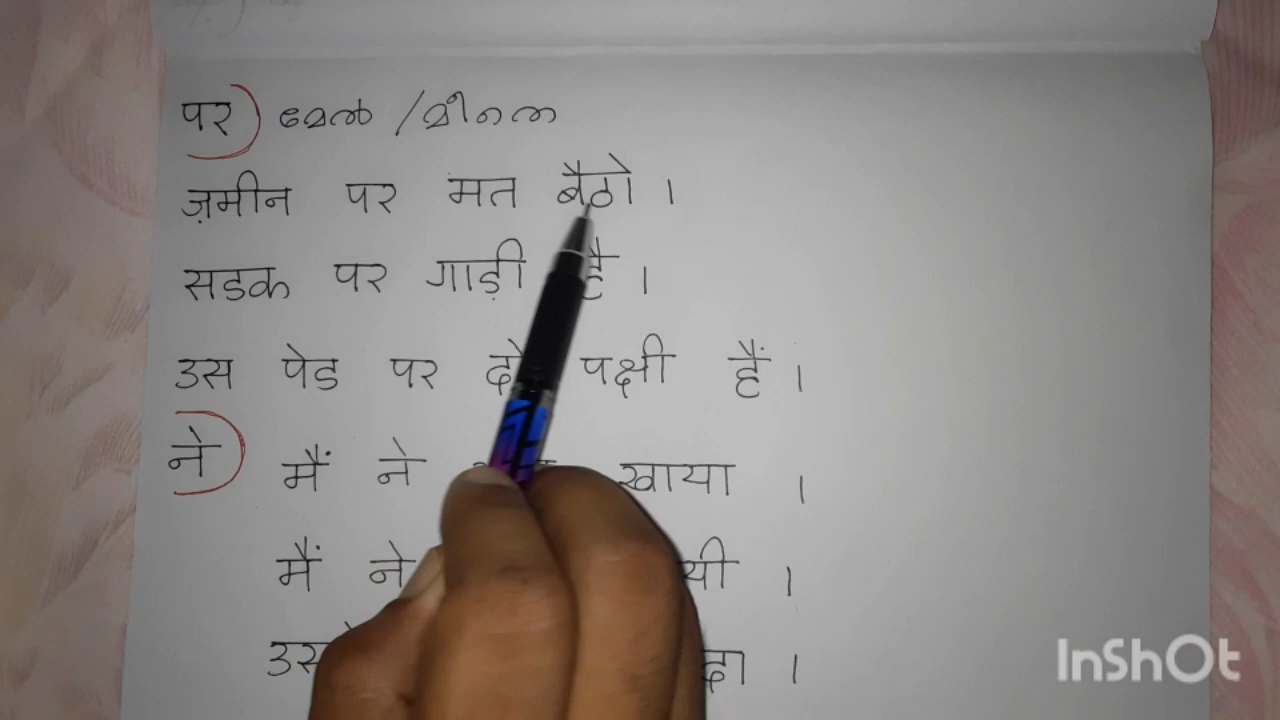 पर) മേൽ / മീതെ
ज़मीन पर मत बैठो ।
सडक पर गाड़ी है ।
उस पेड पर दो पक्षी हैं ।
ने) मैं ने खाया ।
मैं ने ।
।
InShOt